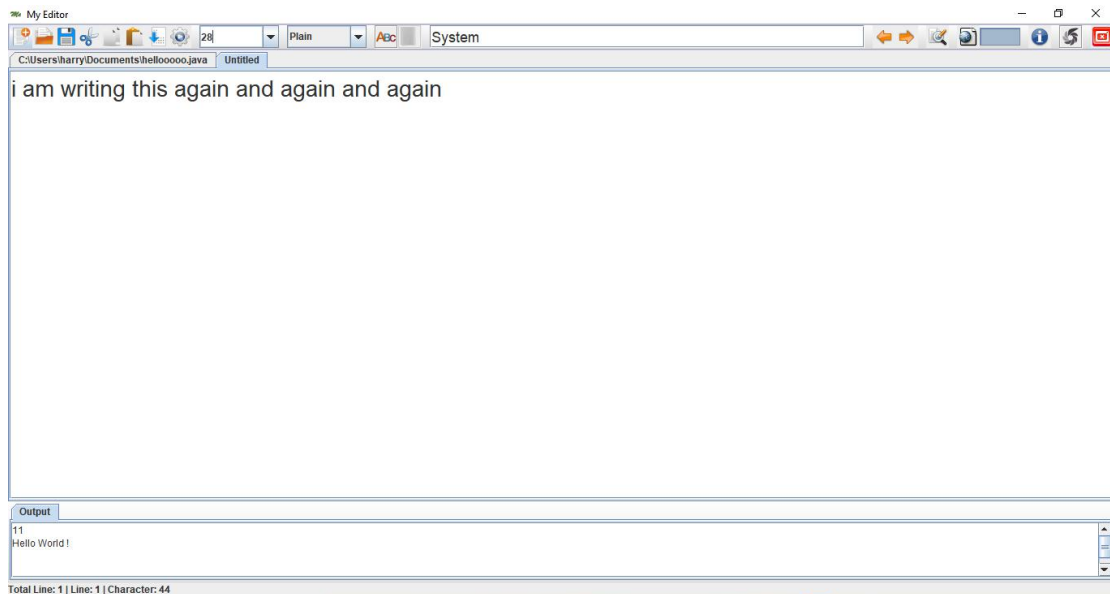 My Editor
28 Plain ABC System
C:\Users\harry\Documents\hellooooo.java Untitled
i am writing this again and again and again
Output
11
Hello World !
Total Line: 1 | Line: 1 | Character: 44